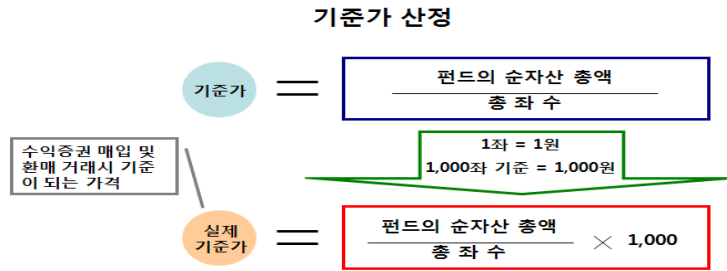 기준가 산정
기준가
펀드의 순자산 총액
총 좌 수
1좌 = 1원
1,000좌 기준 = 1,000원
수익증권 매입 및
환매 거래시 기준
이 되는 가격
실제
기준가
펀드의 순자산 총액
총 좌 수
× 1,000